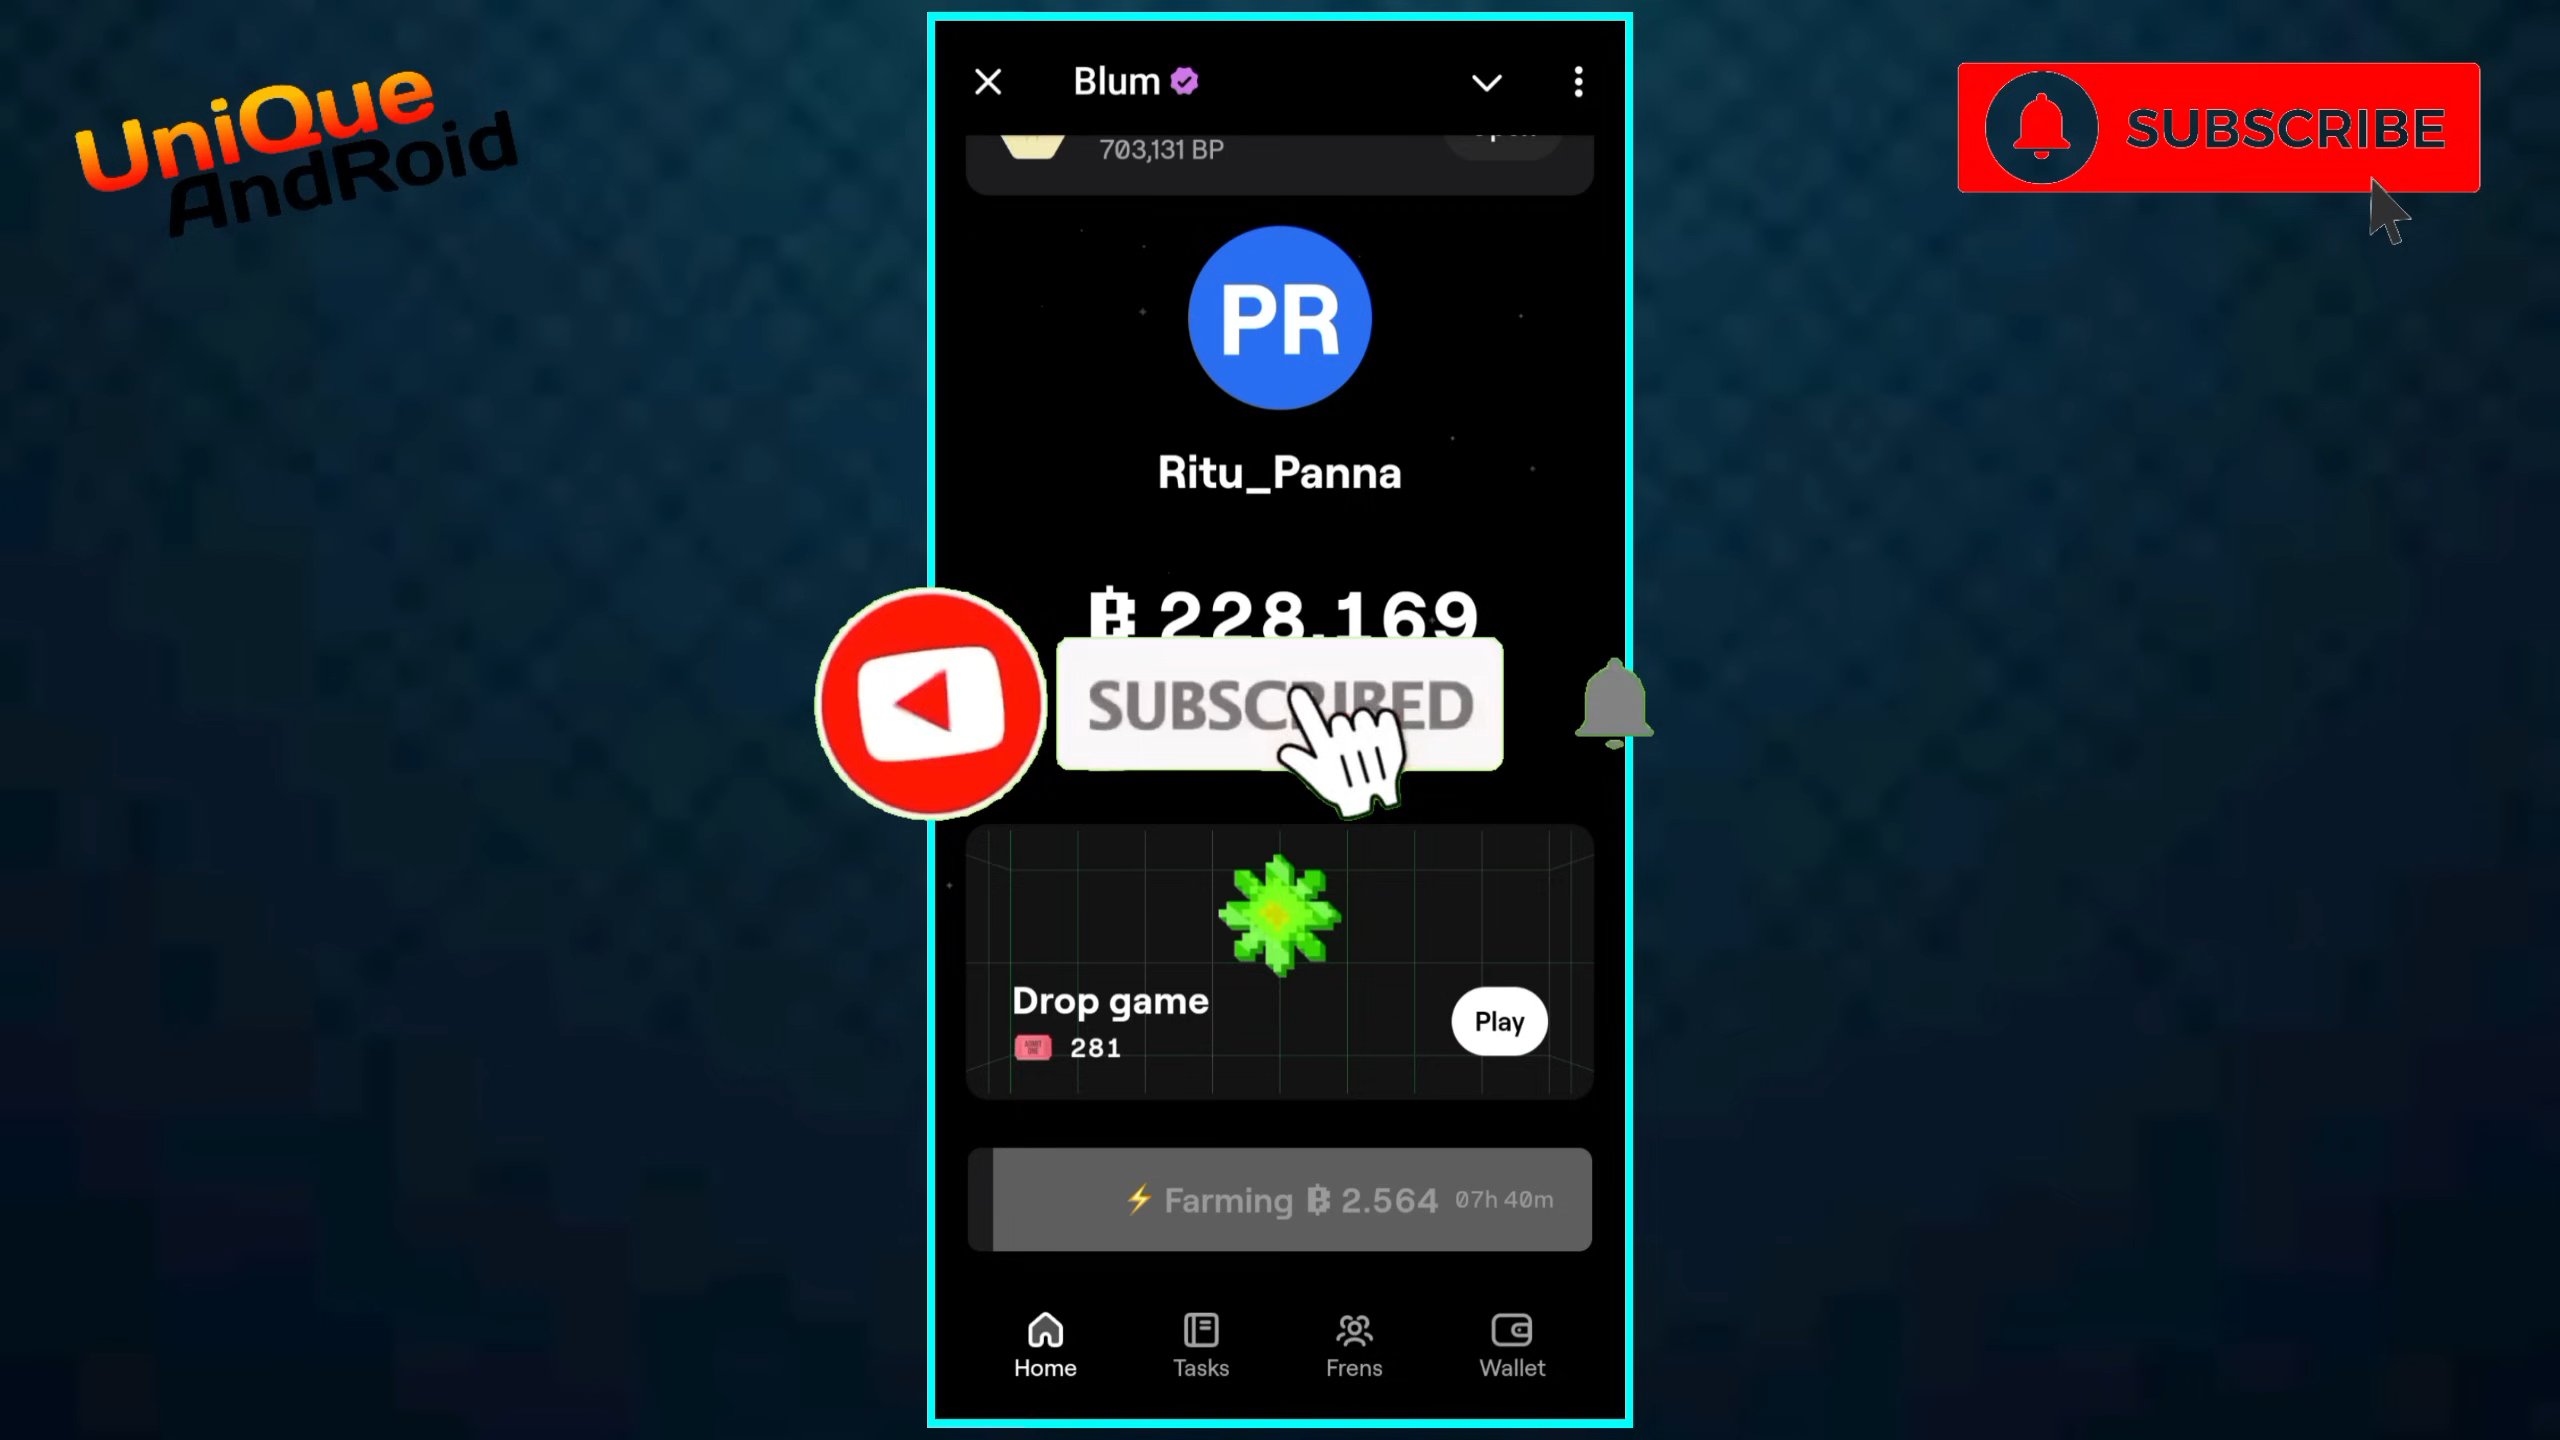 UniQue
AndRoid
SUBSCRIBE
Blum
703,131 BP
PR
Ritu_Panna
228,169
SUBSCRIBED
Drop game
281
Play
Farming 2.564 07h 40m
Home
Tasks
Frens
Wallet